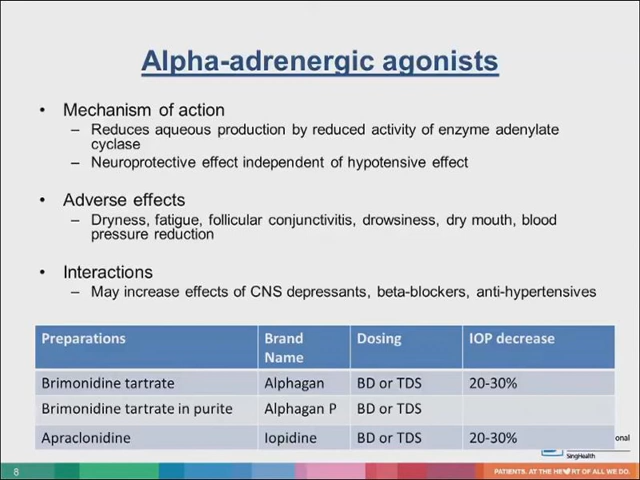 Alpha-adrenergic agonists
• Mechanism of action
– Reduces aqueous production by reduced activity of enzyme adenylate
cyclase
– Neuroprotective effect independent of hypotensive effect
• Adverse effects
– Dryness, fatigue, follicular conjunctivitis, drowsiness, dry mouth, blood
pressure reduction
• Interactions
– May increase effects of CNS depressants, beta-blockers, anti-hypertensives
Preparations Brand Name Dosing IOP decrease
Brimonidine tartrate Alphagan BD or TDS 20-30%
Brimonidine tartrate in purite Alphagan P BD or TDS
Apraclonidine Iopidine BD or TDS 20-30%
onal
SingHealth
8
PATIENTS. AT THE HE♥RT OF ALL WE DO.